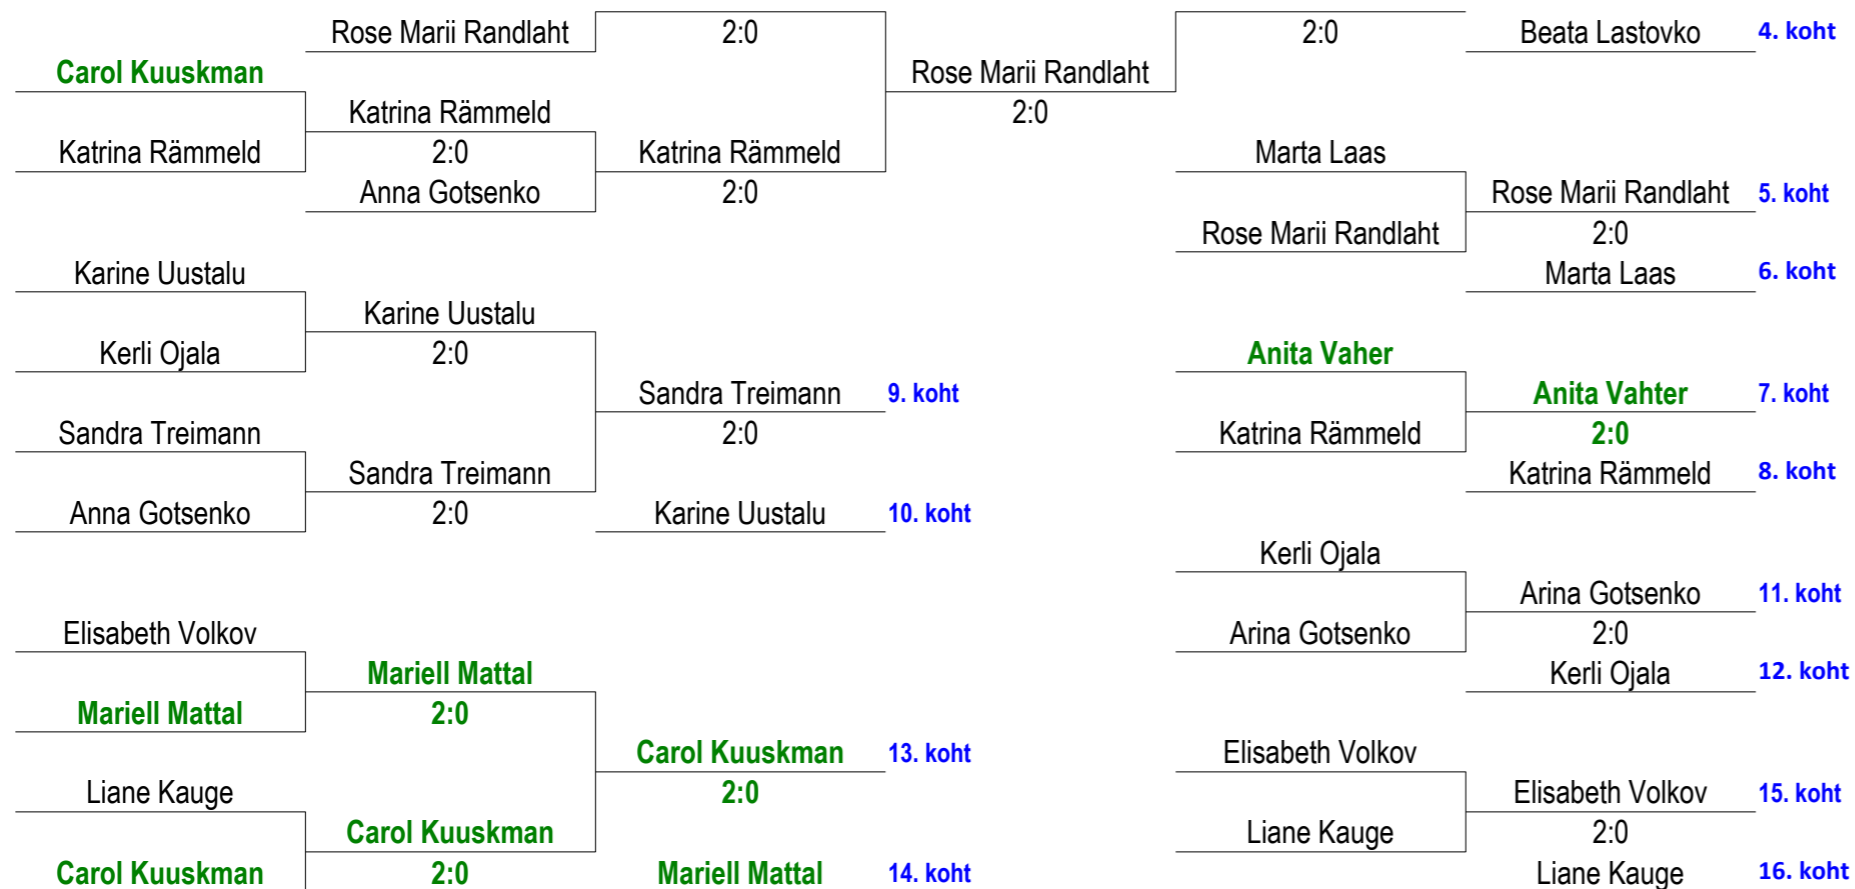 Rose Marii Randlaht 2:0 2:0 Beata Lastovko 4. koht
Carol Kuuskman Rose Marii Randlaht
Katrina Rämmeld 2:0
Katrina Rämmeld 2:0 Katrina Rämmeld Marta Laas
Anna Gotsenko 2:0 Rose Marii Randlaht 5. koht
Rose Marii Randlaht 2:0
Karine Uustalu Marta Laas 6. koht
Karine Uustalu
Kerli Ojala 2:0 Anita Vaher
Sandra Treimann 9. koht Anita Vahter 7. koht
Sandra Treimann 2:0 Katrina Rämmeld 2:0
Sandra Treimann Katrina Rämmeld 8. koht
Anna Gotsenko 2:0 Karine Uustalu 10. koht
Kerli Ojala
Arina Gotsenko 11. koht
Elisabeth Volkov Arina Gotsenko 2:0
Mariell Mattal Kerli Ojala 12. koht
Mariell Mattal 2:0
Carol Kuuskman 13. koht Elisabeth Volkov
Liane Kauge 2:0 Elisabeth Volkov 15. koht
Carol Kuuskman Liane Kauge 2:0
Carol Kuuskman 2:0 Mariell Mattal 14. koht Liane Kauge 16. koht